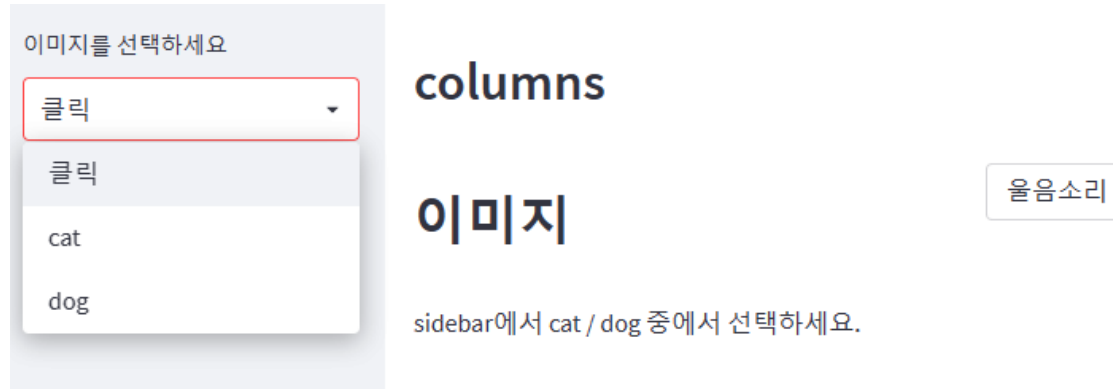 이미지를 선택하세요
클릭
클릭
cat
dog
columns
이미지
울음소리
sidebar에서 cat / dog 중에서 선택하세요.